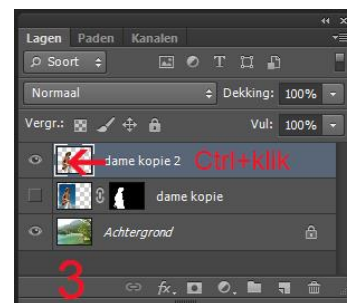 Lagen Paden Kanalen
Soort
Normaal Dekking: 100%
Vergr.: Vul: 100%
dame kopie 2 Ctrl+klik
dame kopie
Achtergrond
3 fx.